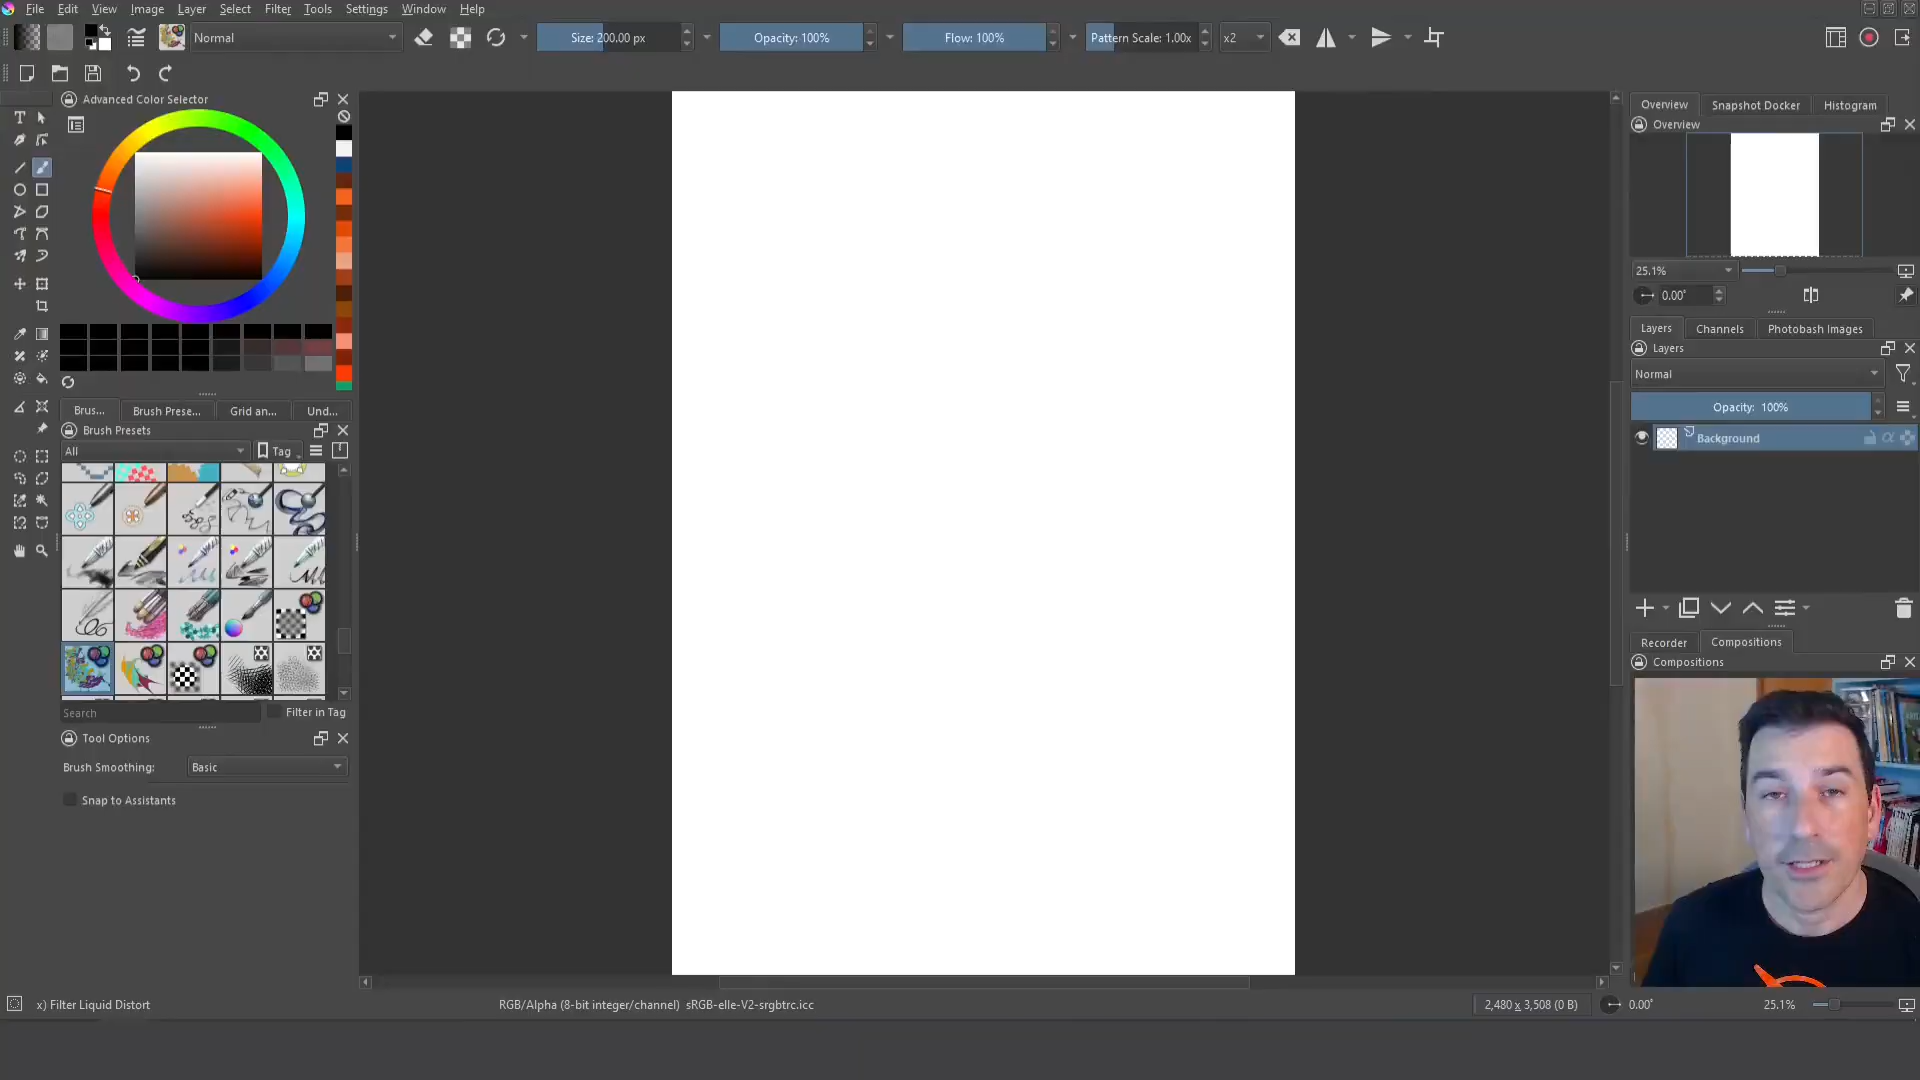 File Edit View Image Layer Select Filter Tools Settings Window Help
Normal
Size: 200.00 px
Opacity: 100%
Flow: 100%
Pattern Scale: 1.00x
x2
Advanced Color Selector
Brus... Brush Prese... Grid an... Und...
Brush Presets
All
Tag
Search
Filter in Tag
Tool Options
Brush Smoothing: Basic
Snap to Assistants
Overview Snapshot Docker Histogram
Overview
25.1%
0.00°
Layers Channels Photobash Images
Layers
Normal
Opacity: 100%
Background
Recorder Compositions
Compositions
x) Filter Liquid Distort
RGB/Alpha (8-bit integer/channel) sRGB-elle-V2-srgbtrc.icc
2,480 x 3,508 (0 B)
0.00°
25.1%